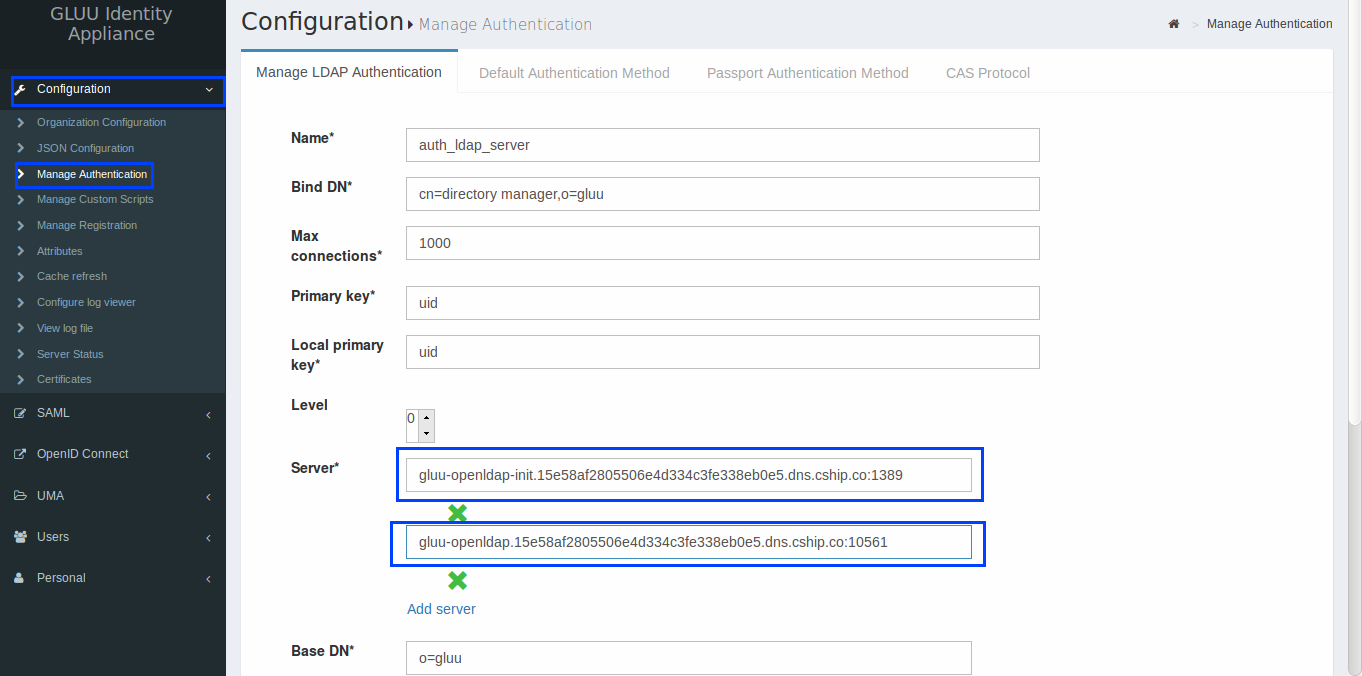 GLUU Identity
Appliance
Configuration
Organization Configuration
JSON Configuration
Manage Authentication
Manage Custom Scripts
Manage Registration
Attributes
Cache refresh
Configure log viewer
View log file
Server Status
Certificates
SAML
OpenID Connect
UMA
Users
Personal
Configuration Manage Authentication
> Manage Authentication
Manage LDAP Authentication Default Authentication Method Passport Authentication Method CAS Protocol
Name* auth_ldap_server
Bind DN* cn=directory manager,o=gluu
Max
connections* 1000
Primary key* uid
Local primary
key* uid
Level 0
Server* gluu-openldap-init.15e58af2805506e4d334c3fe338eb0e5.dns.cship.co:1389
gluu-openldap.15e58af2805506e4d334c3fe338eb0e5.dns.cship.co:10561
Add server
Base DN* o=gluu